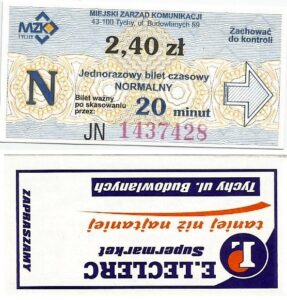 MZK
TYCHY
MIEJSKI ZARZĄD KOMUNIKACJI
43-100 Tychy, ul. Budowlanych 59
2,40 zł
Zachować
do kontroli
N
Jednorazowy bilet czasowy
NORMALNY
Bilet ważny
po skasowaniu
przez:
20 minut
JN 1437428
E.LECLERC
Supermarket
taniej niż najtaniej
Tychy ul. Budowlanych
ZAPRASZAMY